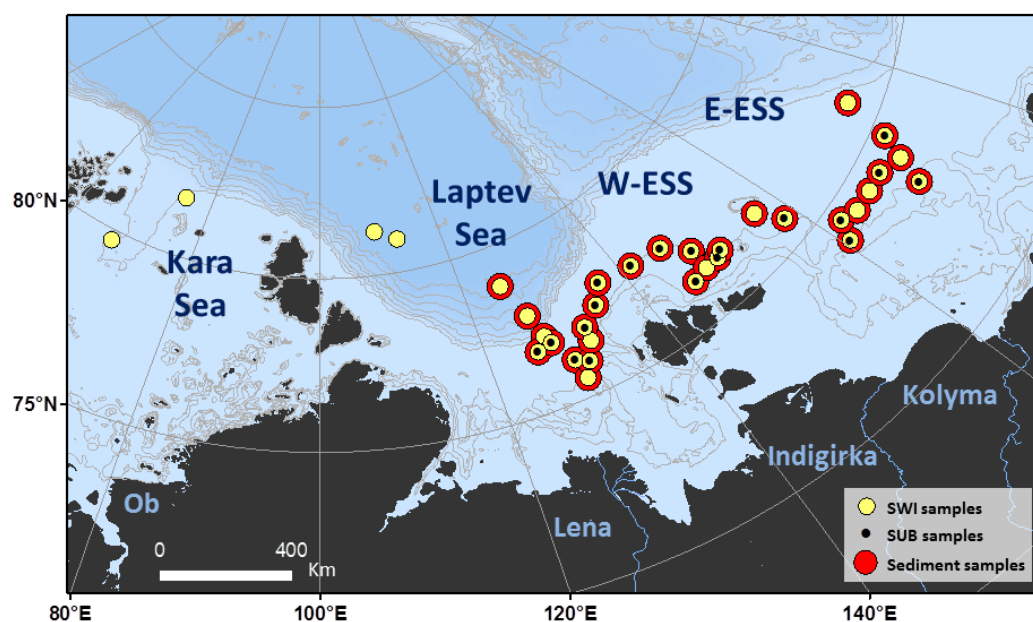 E-ESS
W-ESS
80°N
Laptev
Sea
Kara
Sea
75°N
Kolyma
Indigirka
Ob
Lena
0 400
Km
SWI samples
SUB samples
Sediment samples
80°E 100°E 120°E 140°E